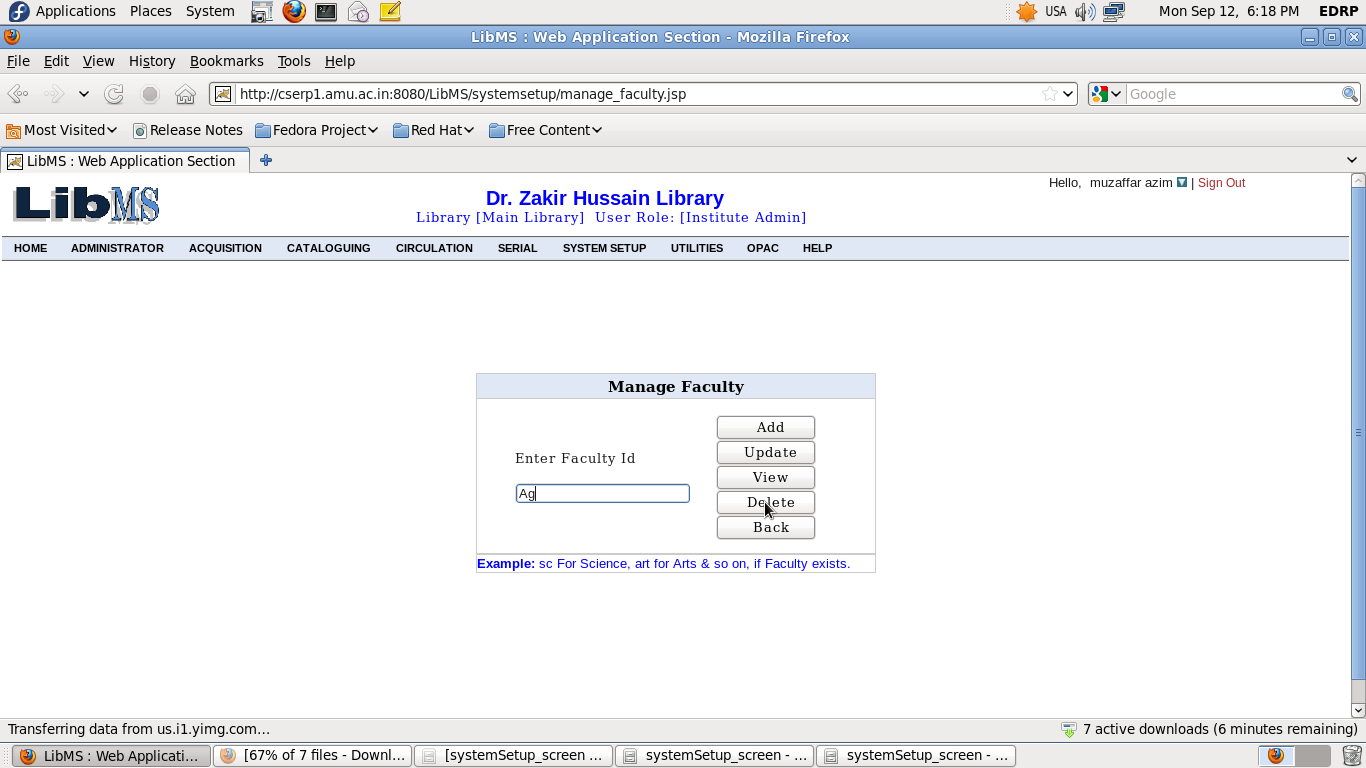 Applications Places System USA Mon Sep 12, 6:18 PM EDRP
LibMS : Web Application Section - Mozilla Firefox
File Edit View History Bookmarks Tools Help
http://cserp1.amu.ac.in:8080/LibMS/systemsetup/manage_faculty.jsp Google
Most Visited Release Notes Fedora Project Red Hat Free Content
LibMS : Web Application Section
Hello, muzaffar azim | Sign Out
LibMS
Dr. Zakir Hussain Library
Library [Main Library] User Role: [Institute Admin]
HOME ADMINISTRATOR ACQUISITION CATALOGUING CIRCULATION SERIAL SYSTEM SETUP UTILITIES OPAC HELP
Manage Faculty
Add
Update
Enter Faculty Id
View
Ag
Delete
Back
Example: sc For Science, art for Arts & so on, if Faculty exists.
Transferring data from us.i1.yimg.com... 7 active downloads (6 minutes remaining)
LibMS : Web Applicati... [67% of 7 files - Downl... [systemSetup_screen ... systemSetup_screen - ... systemSetup_screen - ...